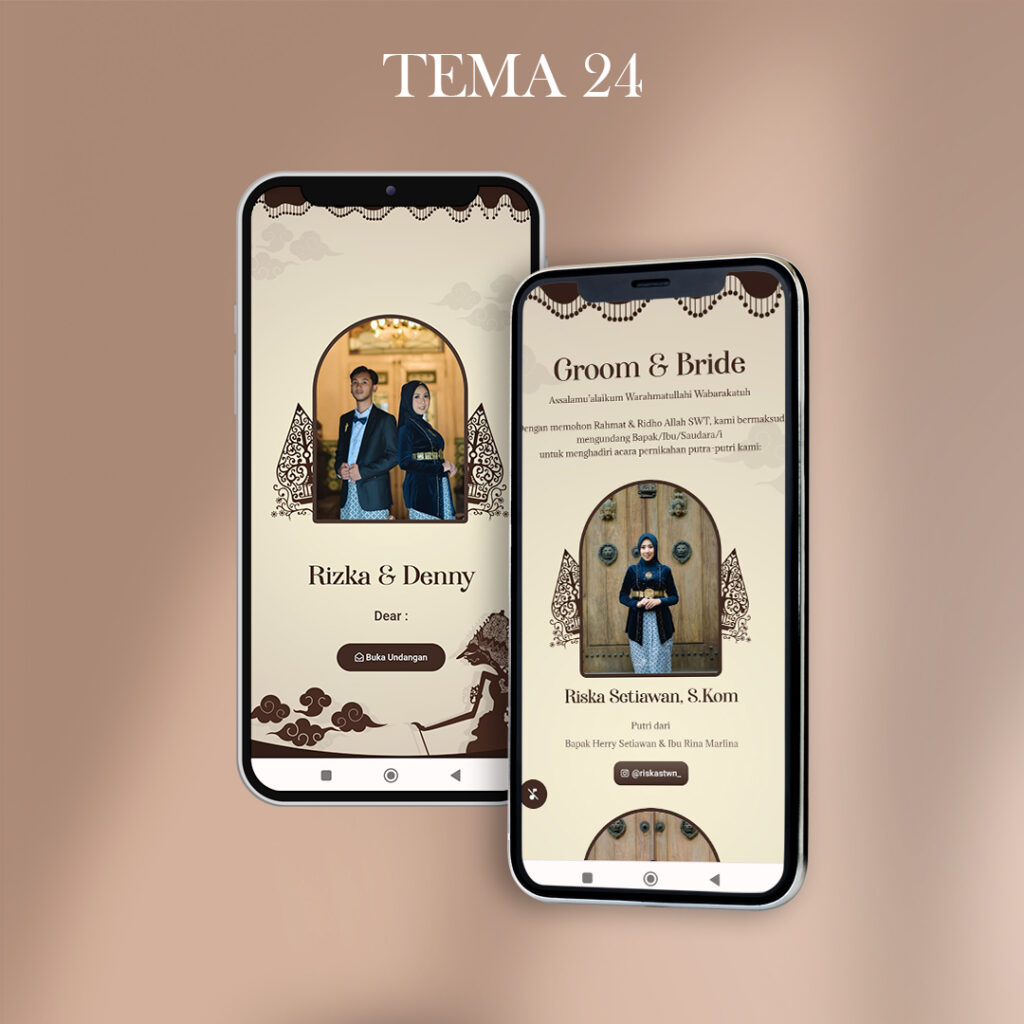 TEMA 24
Rizka & Denny
Dear :
Buka Undangan
Groom & Bride
Assalamu'alaikum Warahmatullahi Wabarakatuh
Dengan memohon Rahmat & Ridho Allah SWT, kami bermaksud
mengundang Bapak/Ibu/Saudara/i
untuk menghadiri acara pernikahan putra-putri kami:
Riska Setiawan, S.Kom
Putri dari
Bapak Herry Setiawan & Ibu Rina Marlina
@riskastwn_